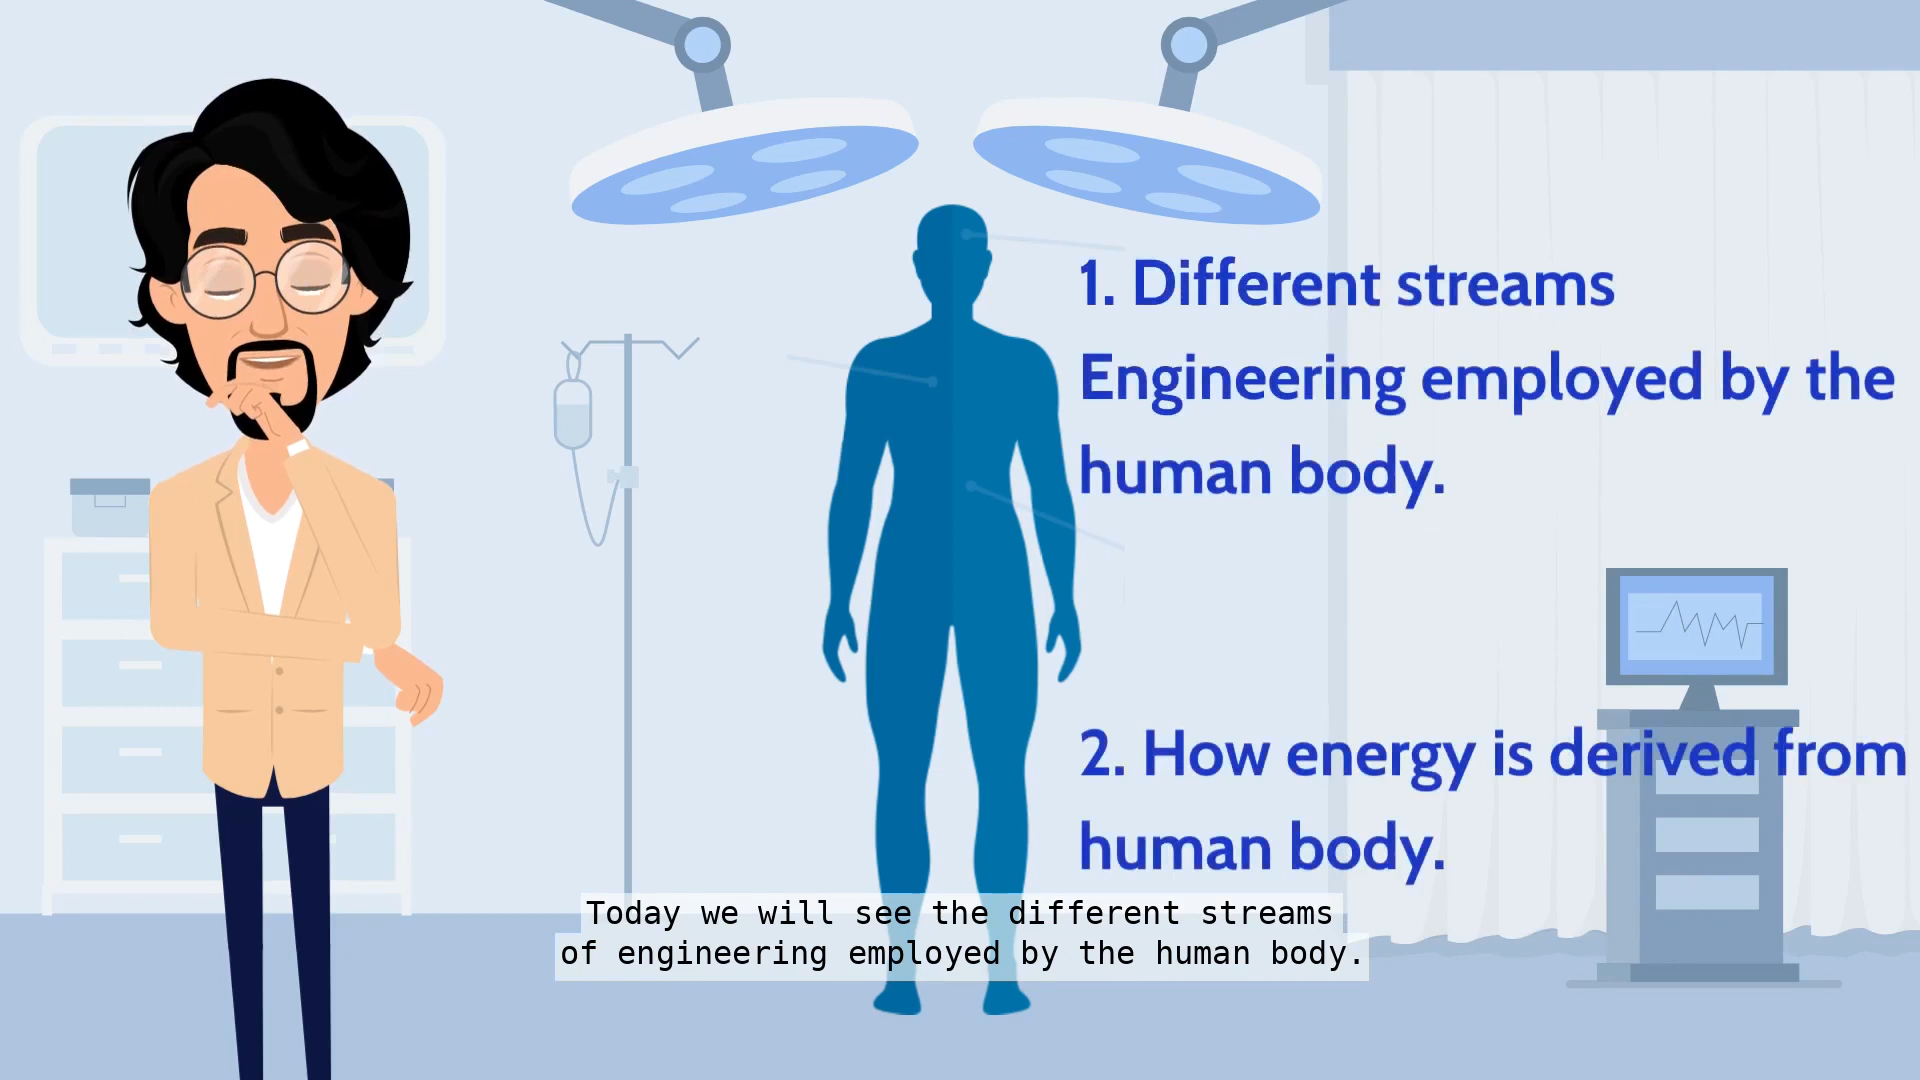 1. Different streams
Engineering employed by the
human body.
2. How energy is derived from
human body.
Today we will see the different streams
of engineering employed by the human body.